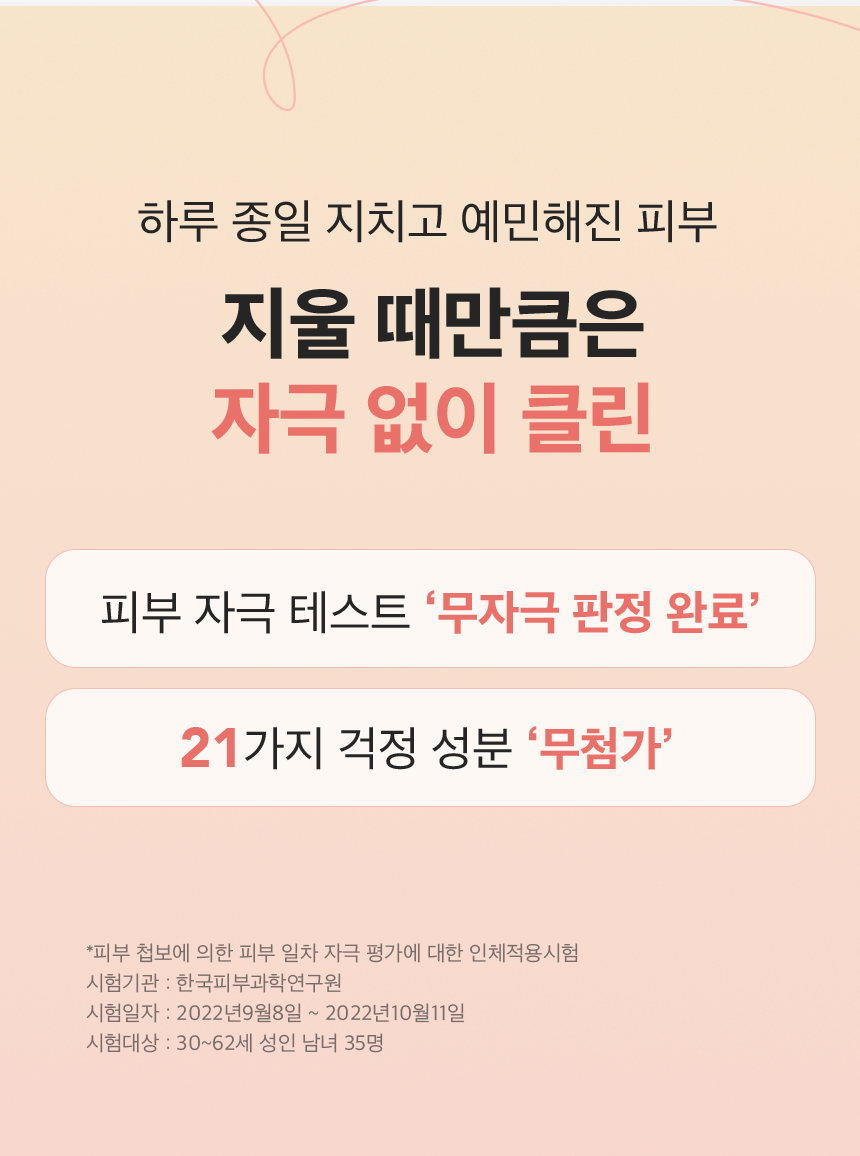 하루 종일 지치고 예민해진 피부
지울 때만큼은
자극 없이 클린
피부 자극 테스트 ‘무자극 판정 완료’
21가지 걱정 성분 ‘무첨가’
*피부 첩보에 의한 피부 일차 자극 평가에 대한 인체적용시험
시험기관 : 한국피부과학연구원
시험일자 : 2022년9월8일 ~ 2022년10월11일
시험대상 : 30~62세 성인 남녀 35명